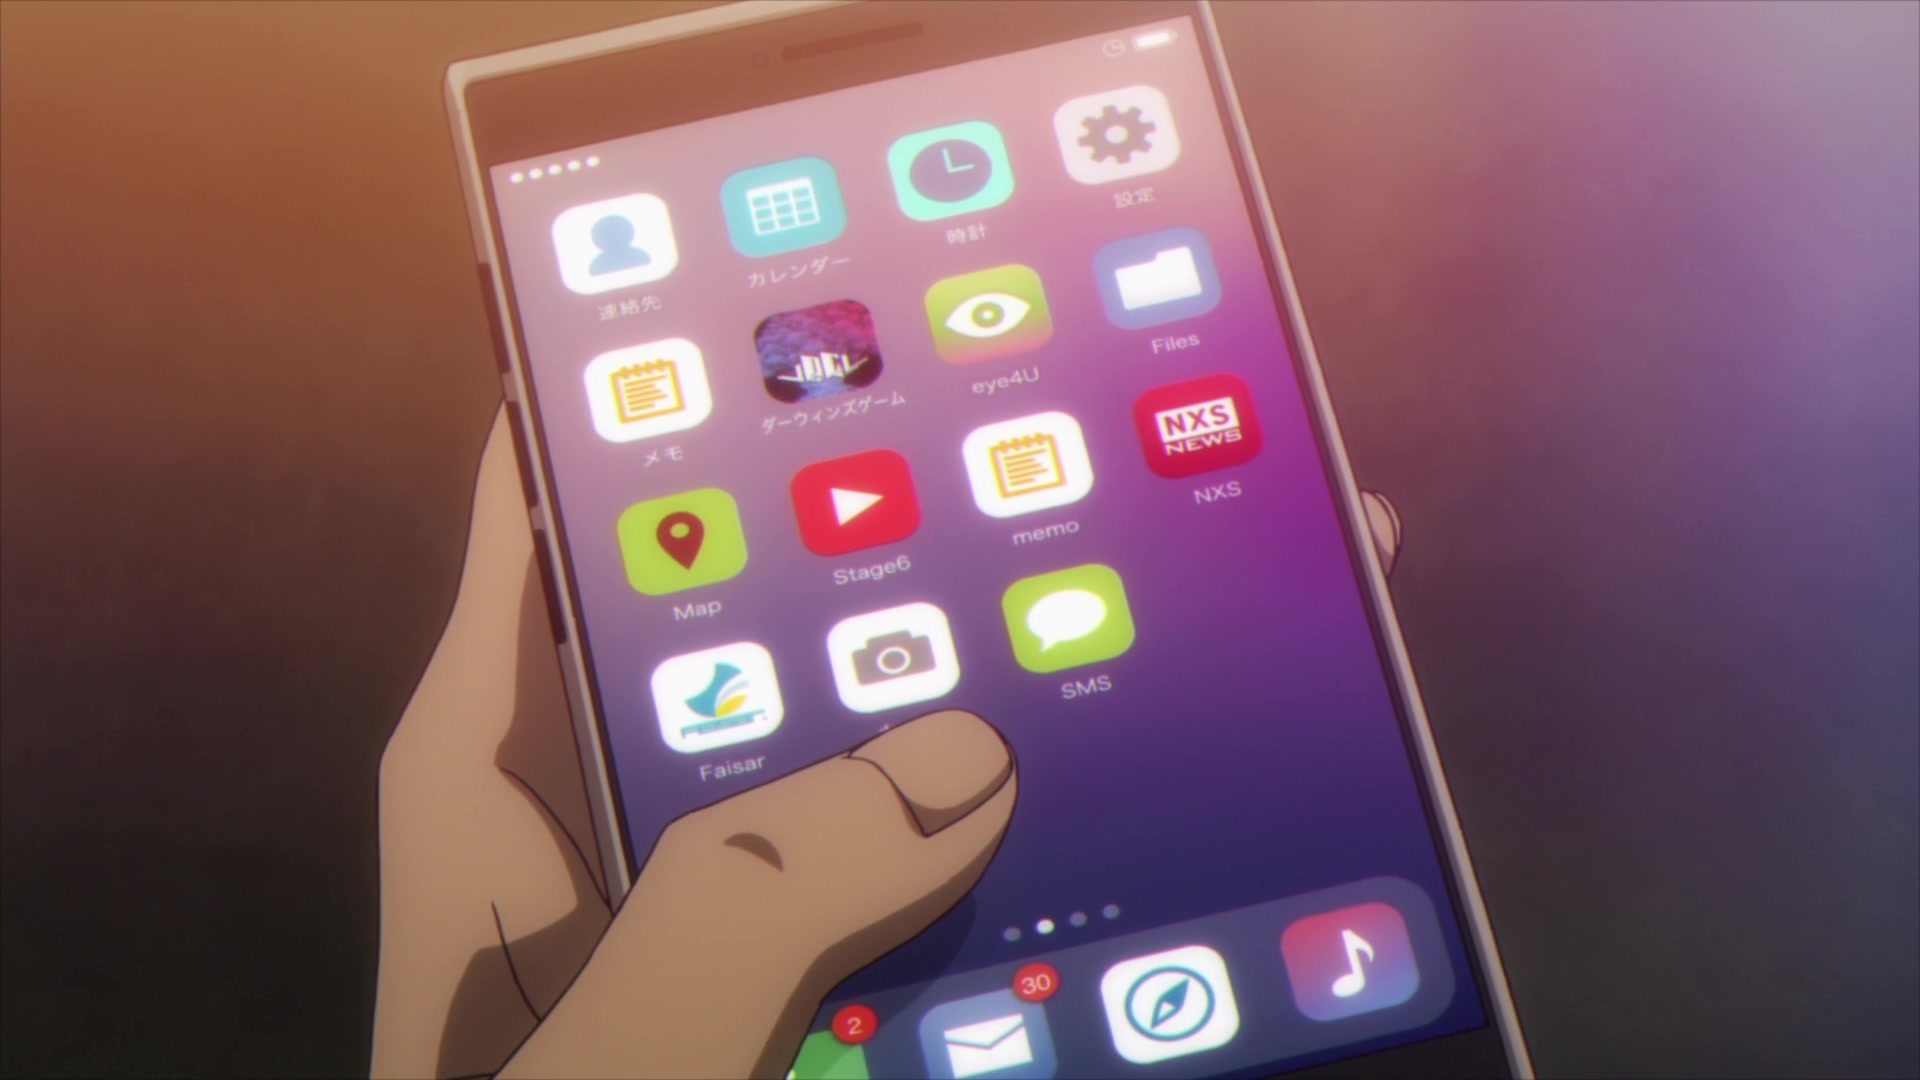 連絡先
カレンダー
時計
設定
メモ
ダーウィンズゲーム
eye4U
Files
NXS
NEWS
Map
Stage6
memo
NXS
Faisar
SMS
2
30